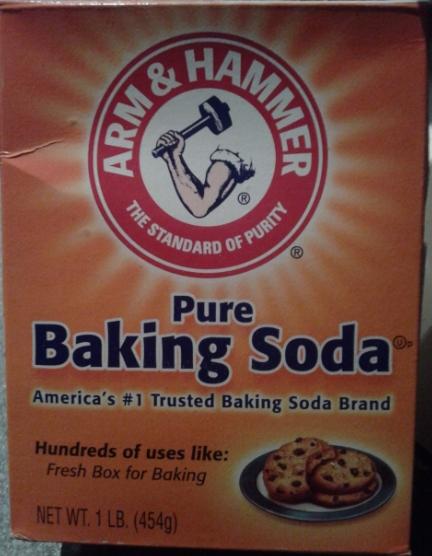 ARM & HAMMER
®
THE STANDARD OF PURITY
®
Pure
Baking Soda Ⓤᴾ
America's #1 Trusted Baking Soda Brand
Hundreds of uses like:
Fresh Box for Baking
NET WT. 1 LB. (454g)